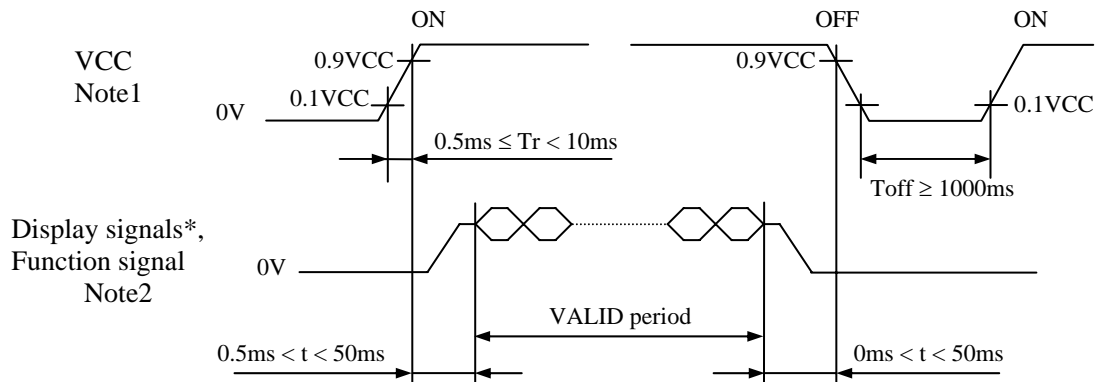 ON OFF ON
VCC
Note1
0.9VCC 0.9VCC
0.1VCC 0.1VCC
0V
0.5ms ≤ Tr < 10ms
Toff ≥ 1000ms
Display signals*,
Function signal
Note2
0V
VALID period
0.5ms < t < 50ms 0ms < t < 50ms